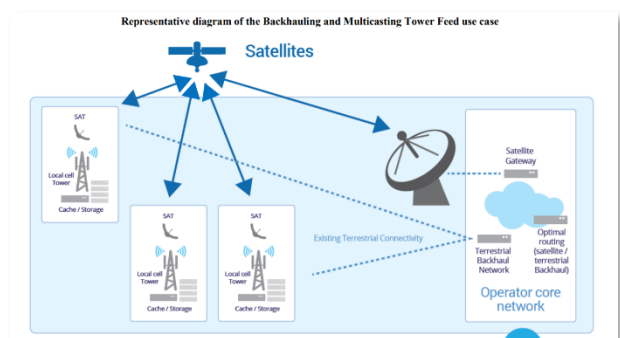 Representative diagram of the Backhauling and Multicasting Tower Feed use case
Satellites
SAT
Local cell
Tower
Cache / Storage
SAT
Local cell
Tower
Cache / Storage
SAT
Local cell
Tower
Cache / Storage
Existing Terrestrial Connectivity
Satellite
Gateway
Terrestrial
Backhaul
Network
Optimal
routing
(satellite /
terrestrial
Backhaul)
Operator core
network